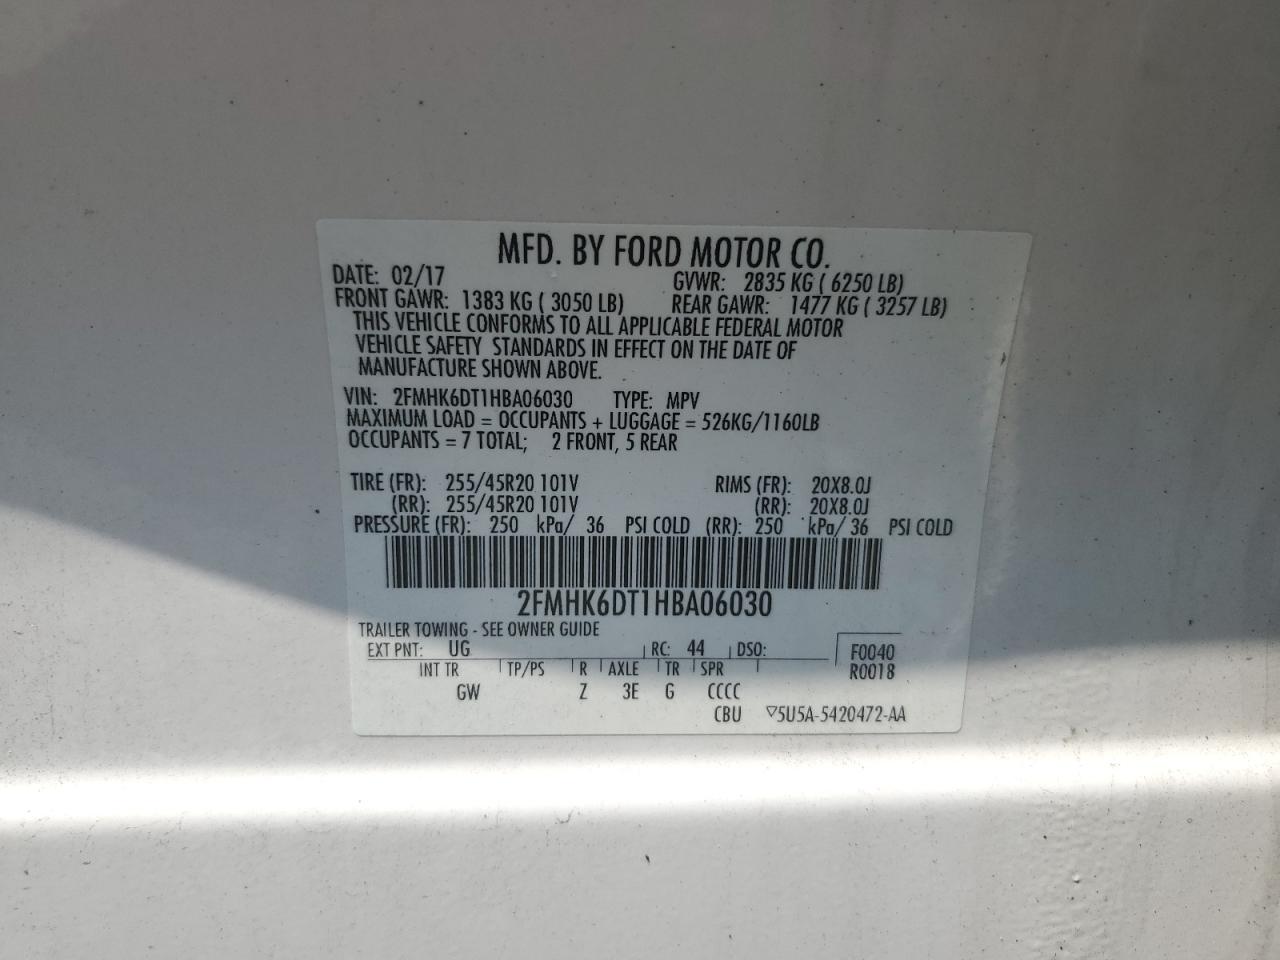 MFD. BY FORD MOTOR CO.
DATE: 02/17 GVWR: 2835 KG ( 6250 LB)
FRONT GAWR: 1383 KG ( 3050 LB) REAR GAWR: 1477 KG ( 3257 LB)
THIS VEHICLE CONFORMS TO ALL APPLICABLE FEDERAL MOTOR
VEHICLE SAFETY STANDARDS IN EFFECT ON THE DATE OF
MANUFACTURE SHOWN ABOVE.
VIN: 2FMHK6DT1HBA06030 TYPE: MPV
MAXIMUM LOAD = OCCUPANTS + LUGGAGE = 526KG/1160LB
OCCUPANTS = 7 TOTAL; 2 FRONT, 5 REAR
TIRE (FR): 255/45R20 101V RIMS (FR): 20X8.0J
(RR): 255/45R20 101V (RR): 20X8.0J
PRESSURE (FR): 250 kPa/ 36 PSI COLD (RR): 250 kPa/ 36 PSI COLD
2FMHK6DT1HBA06030
TRAILER TOWING - SEE OWNER GUIDE
EXT PNT: UG RC: 44 DSO: F0040
INT TR TP/PS R AXLE TR SPR R0018
GW Z 3E G CCCC
CBU ▽5U5A-5420472-AA